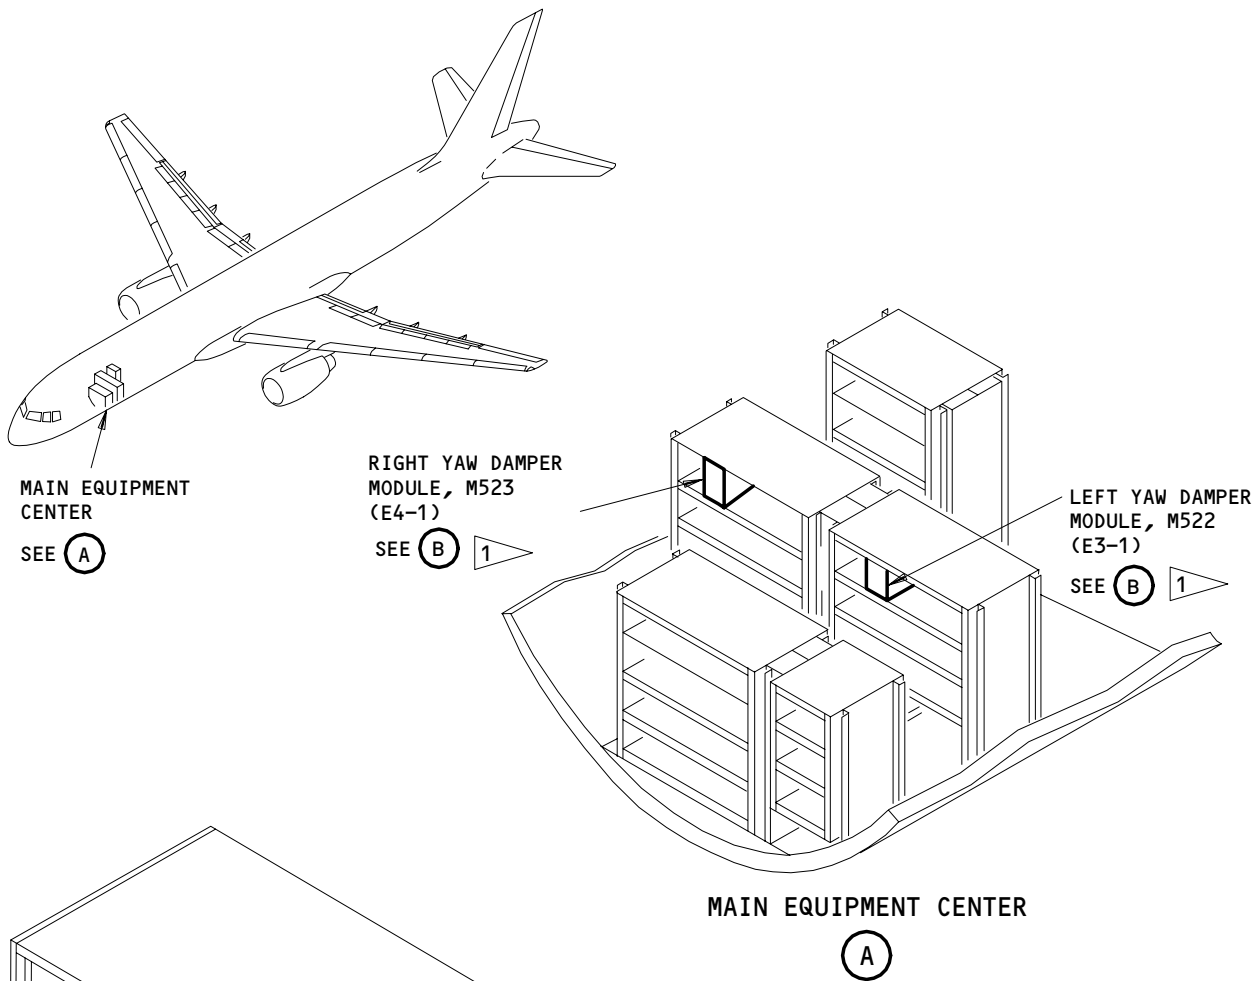 MAIN EQUIPMENT
CENTER
SEE A
RIGHT YAW DAMPER
MODULE, M523
(E4-1)
SEE B 1
LEFT YAW DAMPER
MODULE, M522
(E3-1)
SEE B 1
MAIN EQUIPMENT CENTER
A